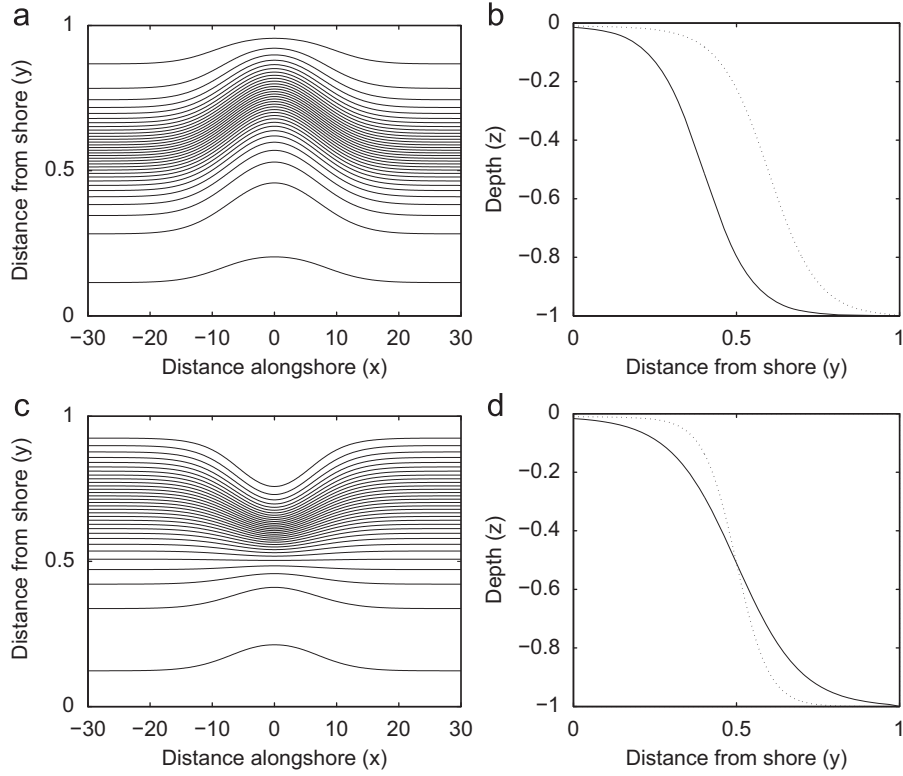 a
1
0.5
0
Distance from shore (y)
−30 −20 −10 0 10 20 30
Distance alongshore (x)
b
0
−0.2
−0.4
−0.6
−0.8
−1
Depth (z)
0 0.5 1
Distance from shore (y)
c
1
0.5
0
Distance from shore (y)
−30 −20 −10 0 10 20 30
Distance alongshore (x)
d
0
−0.2
−0.4
−0.6
−0.8
−1
Depth (z)
0 0.5 1
Distance from shore (y)